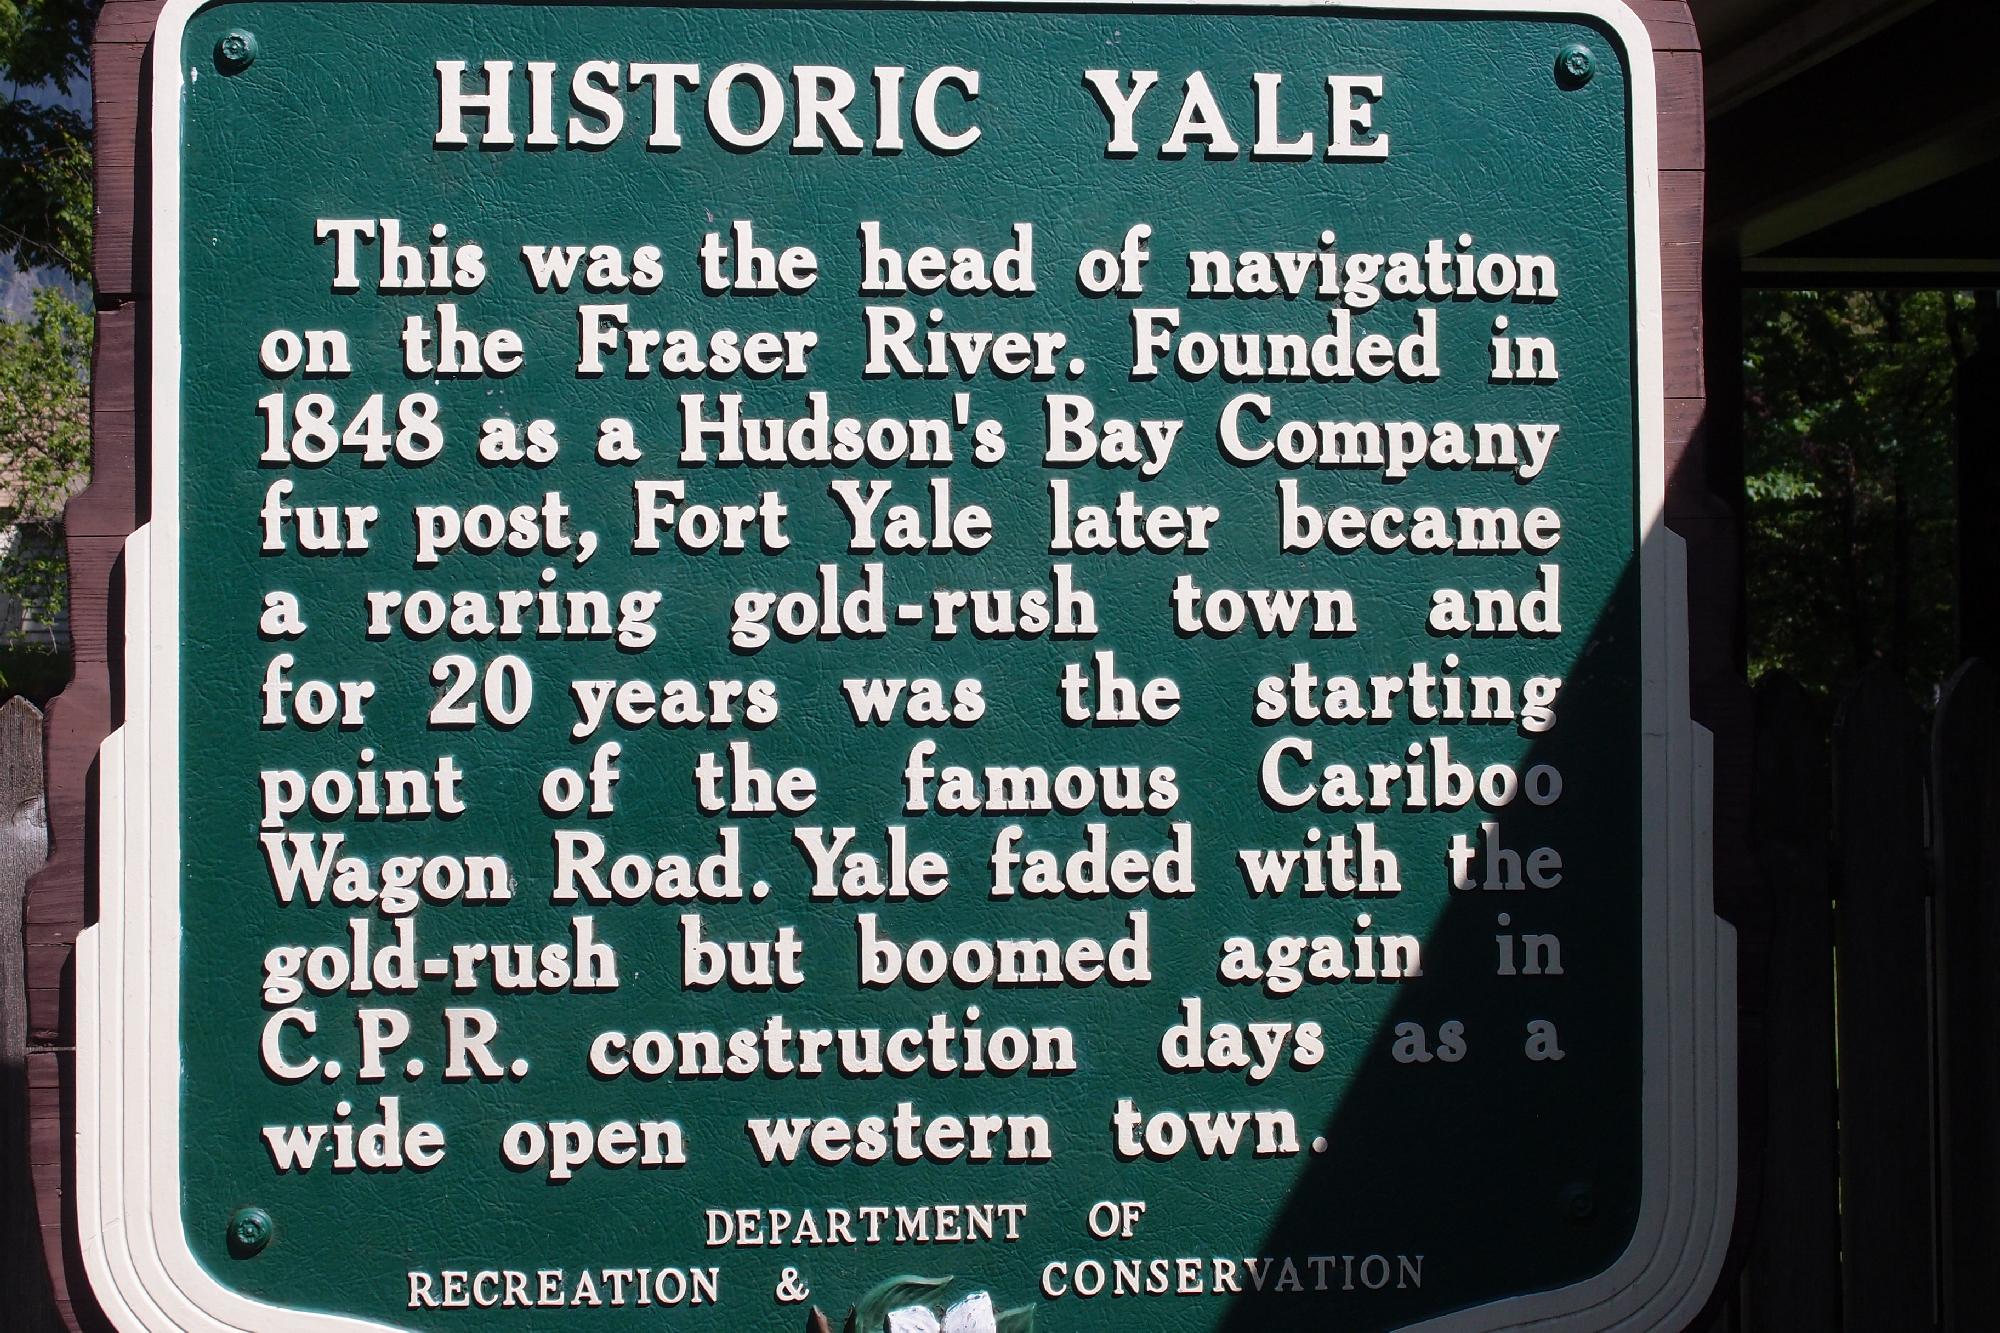 HISTORIC YALE
This was the head of navigation
on the Fraser River. Founded in
1848 as a Hudson's Bay Company
fur post, Fort Yale later became
a roaring gold-rush town and
for 20 years was the starting
point of the famous Cariboo
Wagon Road. Yale faded with the
gold-rush but boomed again in
C.P.R. construction days as a
wide open western town.
DEPARTMENT OF
RECREATION & CONSERVATION